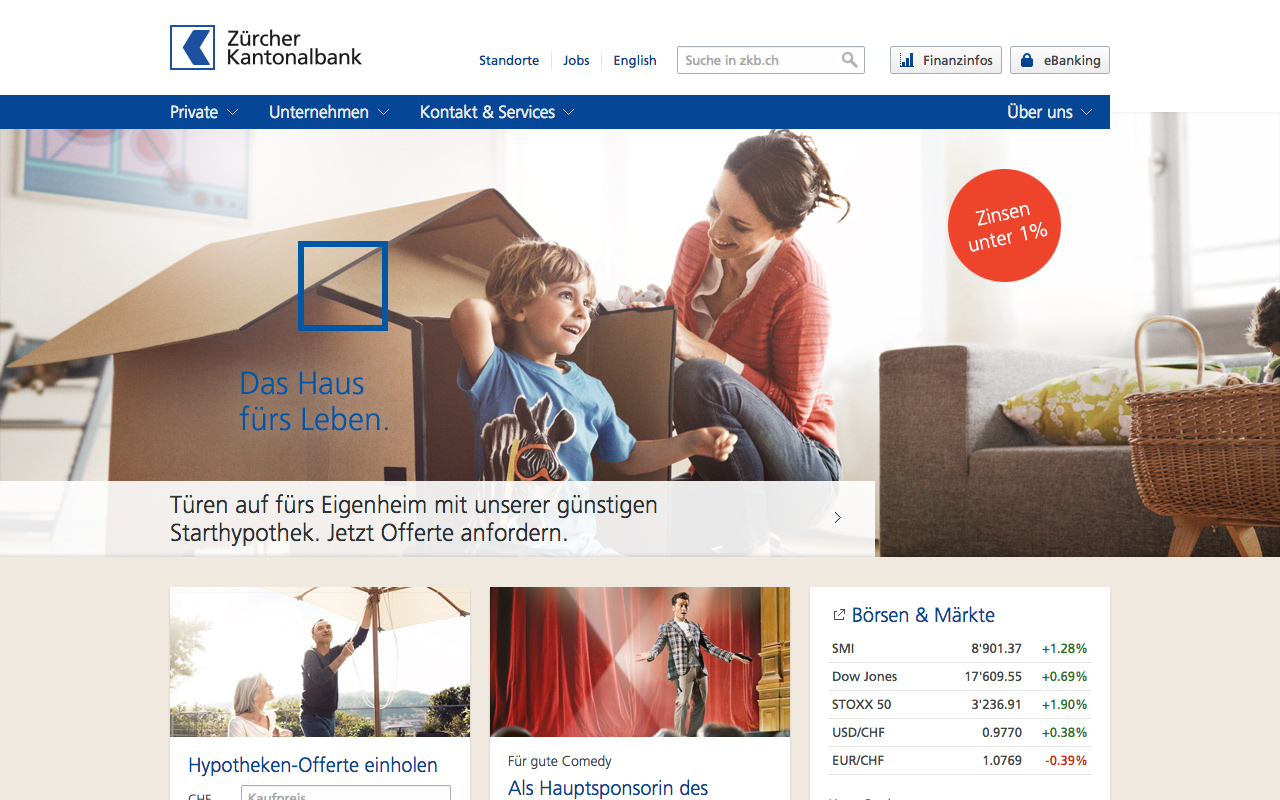 Zürcher
Kantonalbank
Standorte
Jobs
English
Suche in zkb.ch
Finanzinfos
eBanking
Private
Unternehmen
Kontakt & Services
Über uns
Zinsen
unter 1%
Das Haus
fürs Leben.
Türen auf fürs Eigenheim mit unserer günstigen
Starthypothek. Jetzt Offerte anfordern.
Hypotheken-Offerte einholen
CHF
Kaufpreis
Für gute Comedy
Als Hauptsponsorin des
Börsen & Märkte
SMI 8'901.37 +1.28%
Dow Jones 17'609.55 +0.69%
STOXX 50 3'236.91 +1.90%
USD/CHF 0.9770 +0.38%
EUR/CHF 1.0769 -0.39%